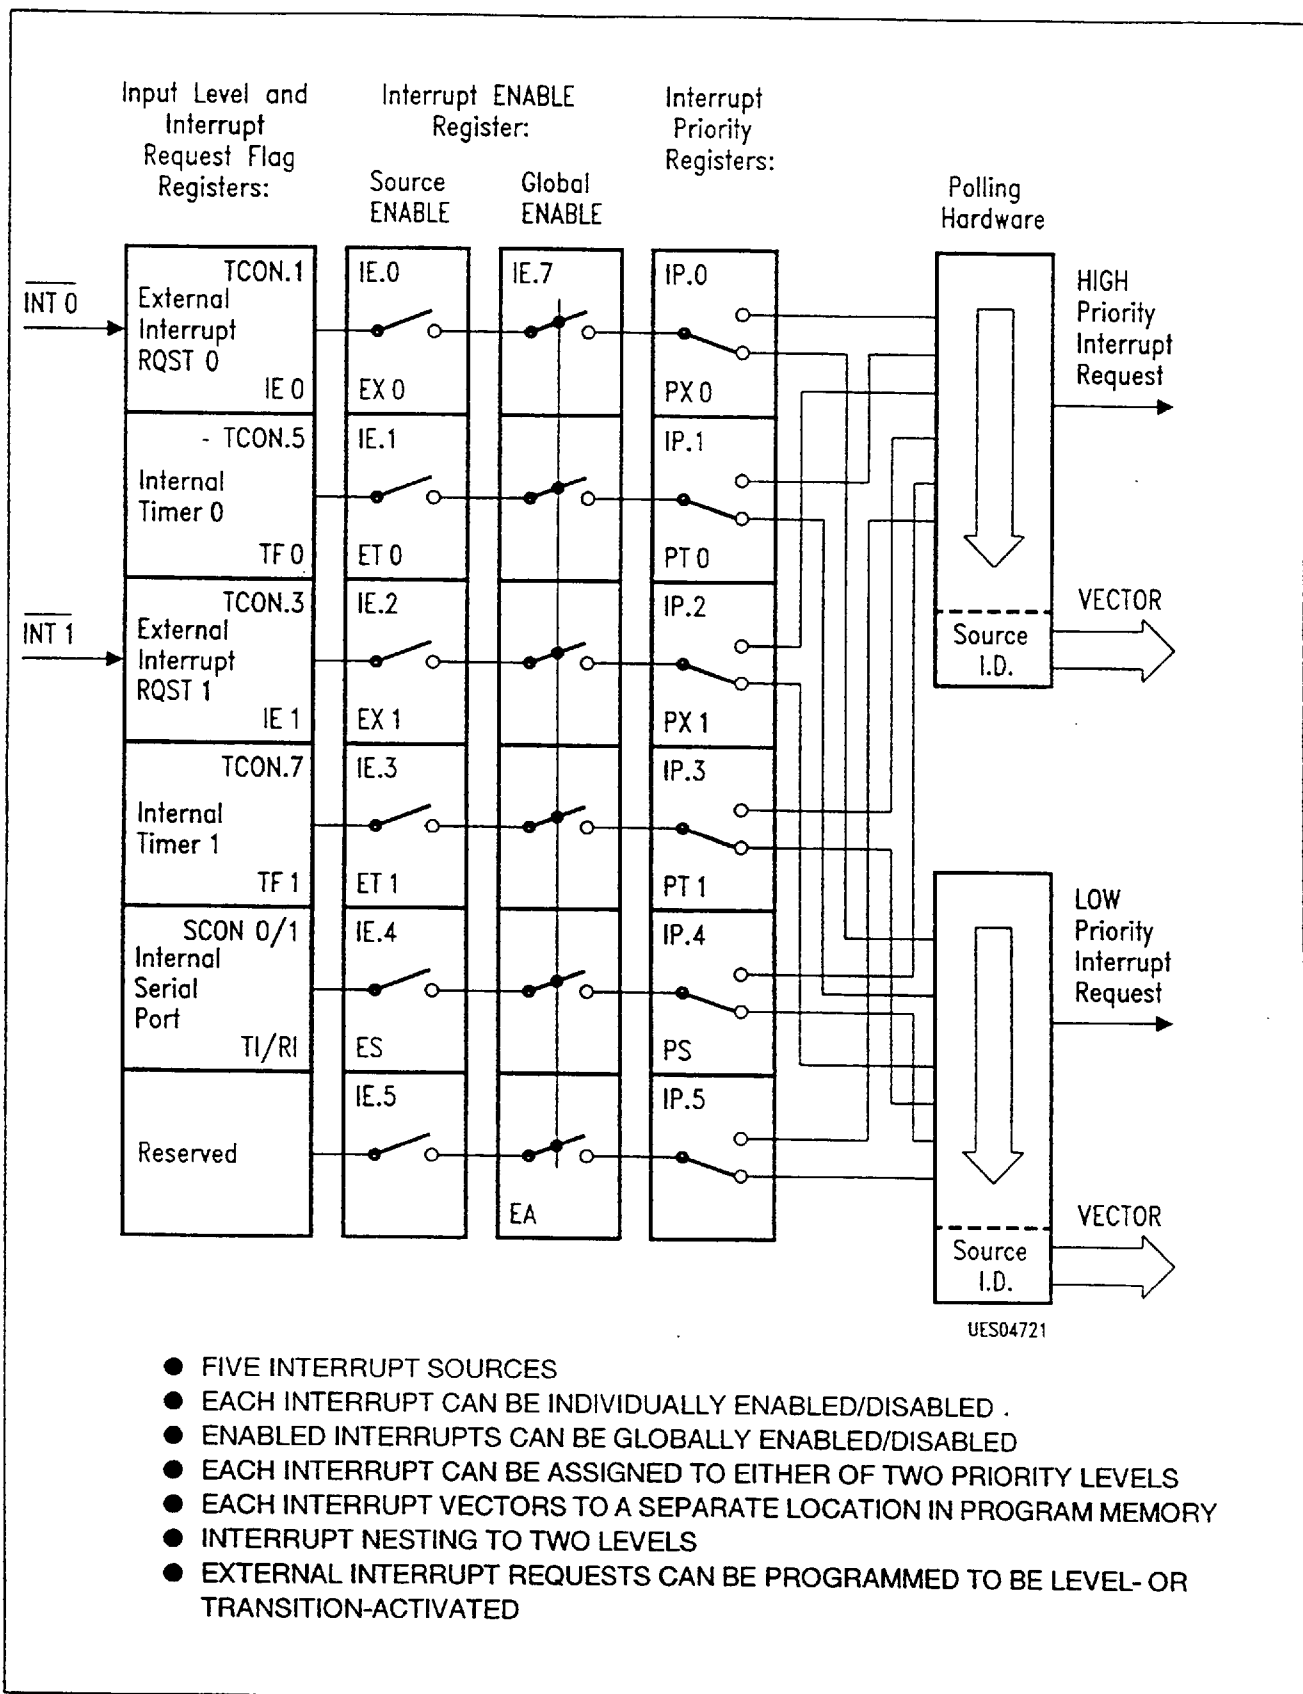 Input Level and
Interrupt
Request Flag
Registers:
Interrupt ENABLE
Register:
Source
ENABLE
Global
ENABLE
Interrupt
Priority
Registers:
Polling
Hardware
INT 0
TCON.1
External
Interrupt
RQST 0
IE 0
IE.0
EX 0
IE.7
IP.0
PX 0
HIGH
Priority
Interrupt
Request
- TCON.5
Internal
Timer 0
TF 0
IE.1
ET 0
IP.1
PT 0
INT 1
TCON.3
External
Interrupt
RQST 1
IE 1
IE.2
EX 1
IP.2
PX 1
Source
I.D.
VECTOR
TCON.7
Internal
Timer 1
TF 1
IE.3
ET 1
IP.3
PT 1
SCON 0/1
Internal
Serial
Port
TI/RI
IE.4
ES
IP.4
PS
LOW
Priority
Interrupt
Request
Reserved
IE.5
EA
IP.5
Source
I.D.
VECTOR
UES04721
● FIVE INTERRUPT SOURCES
● EACH INTERRUPT CAN BE INDIVIDUALLY ENABLED/DISABLED .
● ENABLED INTERRUPTS CAN BE GLOBALLY ENABLED/DISABLED
● EACH INTERRUPT CAN BE ASSIGNED TO EITHER OF TWO PRIORITY LEVELS
● EACH INTERRUPT VECTORS TO A SEPARATE LOCATION IN PROGRAM MEMORY
● INTERRUPT NESTING TO TWO LEVELS
● EXTERNAL INTERRUPT REQUESTS CAN BE PROGRAMMED TO BE LEVEL- OR
TRANSITION-ACTIVATED